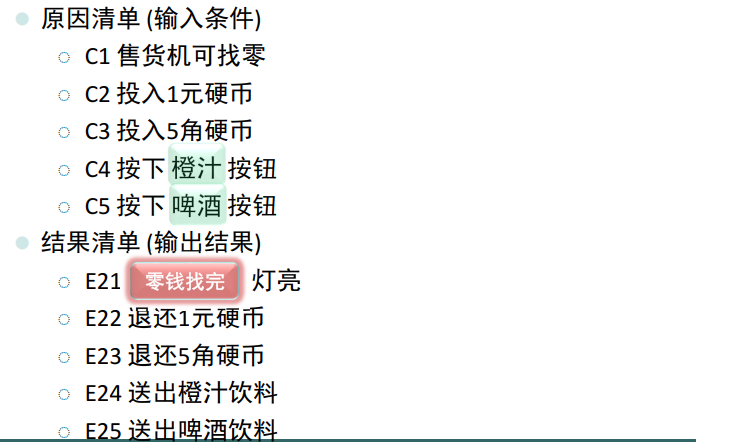 原因清单 (输入条件)
C1 售货机可找零
C2 投入1元硬币
C3 投入5角硬币
C4 按下 橙汁 按钮
C5 按下 啤酒 按钮
结果清单 (输出结果)
E21 零钱找完 灯亮
E22 退还1元硬币
E23 退还5角硬币
E24 送出橙汁饮料
E25 送出啤酒饮料